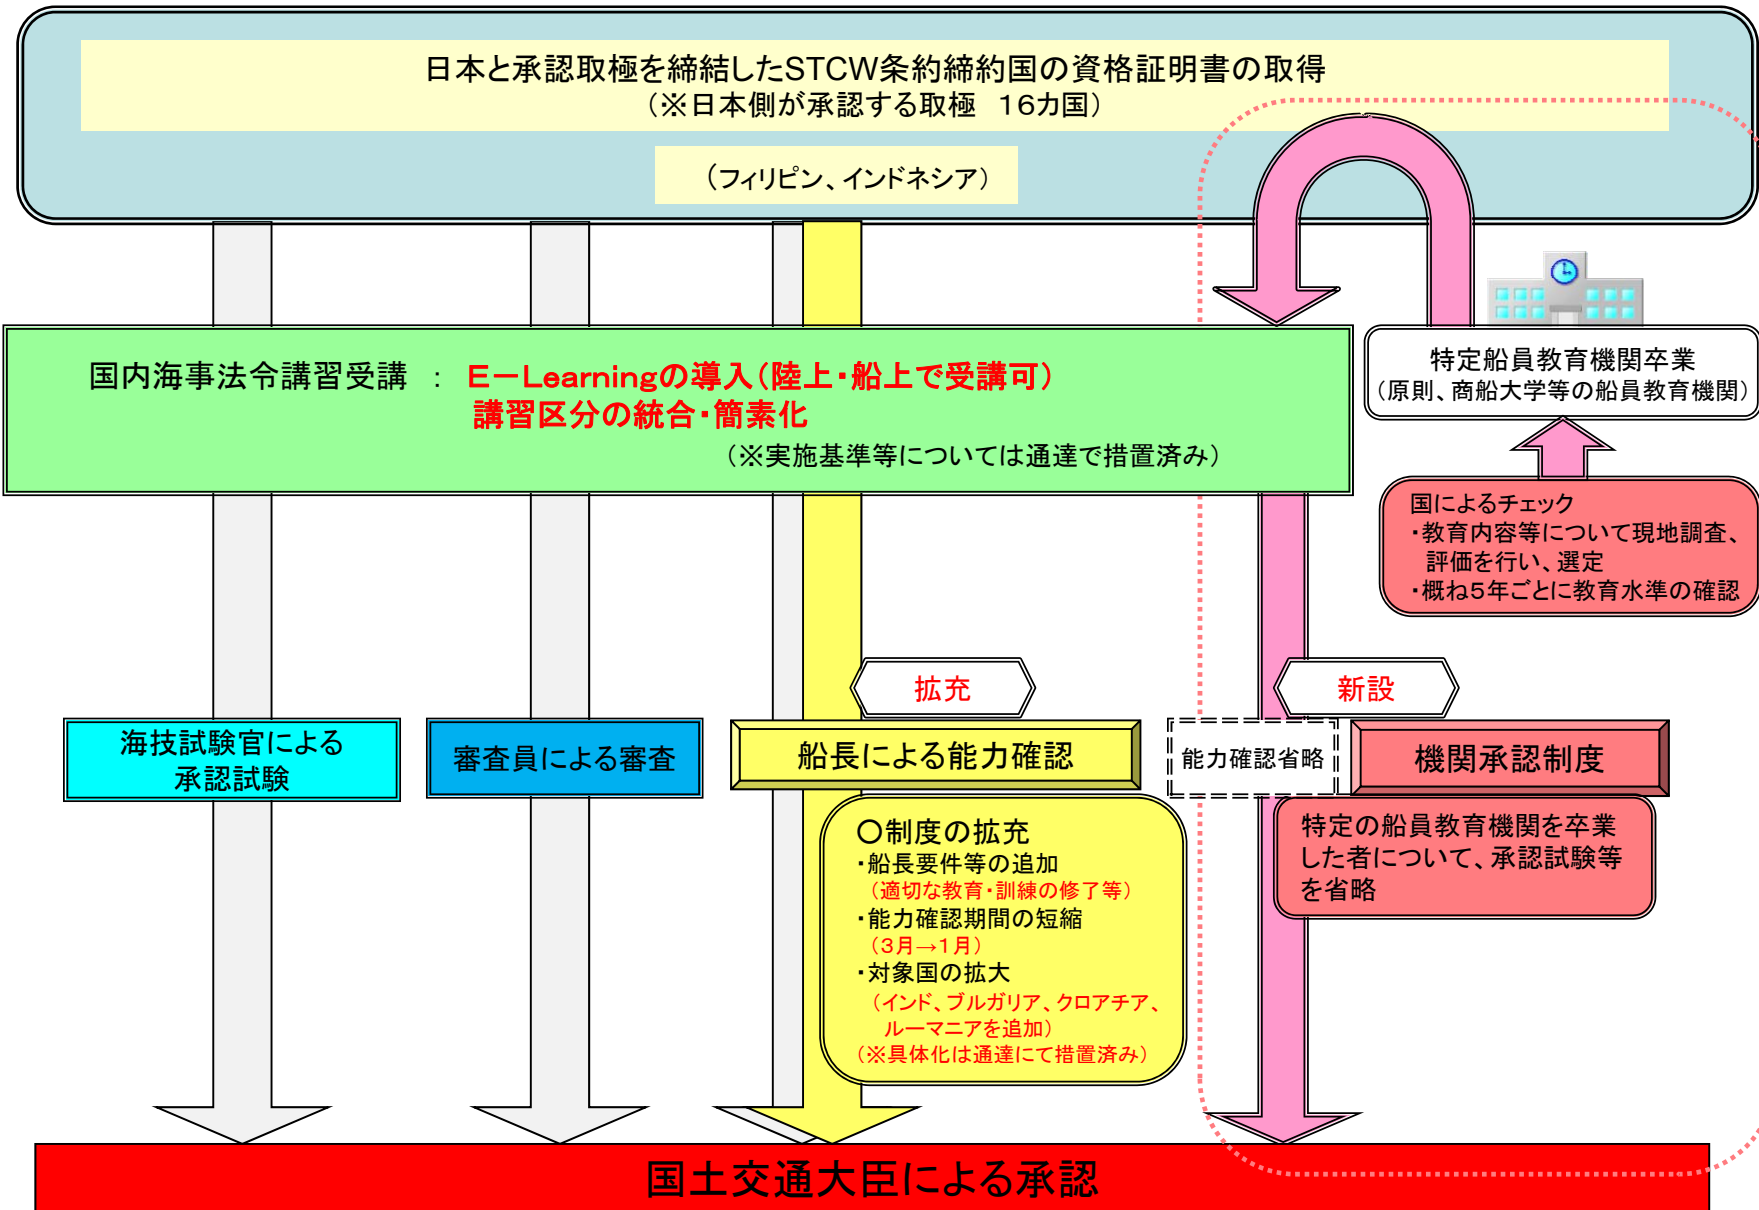 日本と承認取極を締結したSTCW条約締約国の資格証明書の取得
（※日本側が承認する取極　16カ国）
（フィリピン、インドネシア）
国内海事法令講習受講　：　E－Learningの導入（陸上・船上で受講可）
講習区分の統合・簡素化
（※実施基準等については通達で措置済み）
特定船員教育機関卒業
（原則、商船大学等の船員教育機関）
国によるチェック
・教育内容等について現地調査、
評価を行い、選定
・概ね５年ごとに教育水準の確認
拡充
新設
海技試験官による
承認試験
審査員による審査
船長による能力確認
能力確認省略
機関承認制度
〇制度の拡充
・船長要件等の追加
（適切な教育・訓練の修了等）
・能力確認期間の短縮
（３月→１月）
・対象国の拡大
（インド、ブルガリア、クロアチア、
ルーマニアを追加）
（※具体化は通達にて措置済み）
特定の船員教育機関を卒業
した者について、承認試験等
を省略
国土交通大臣による承認